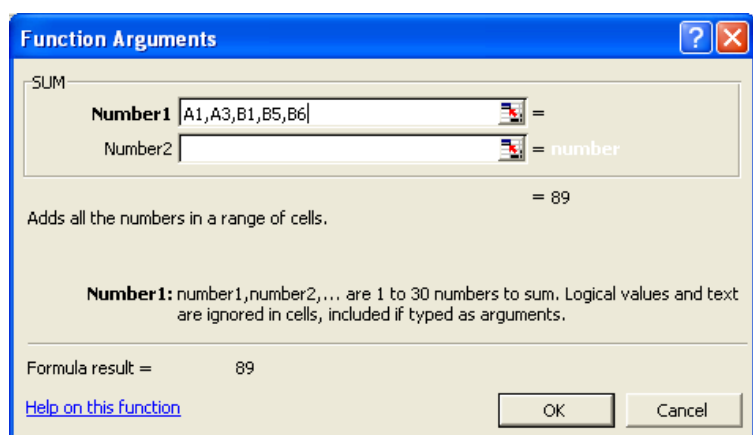 Function Arguments
SUM
Number1 A1,A3,B1,B5,B6 =
Number2 = number
= 89
Adds all the numbers in a range of cells.
Number1: number1,number2,... are 1 to 30 numbers to sum. Logical values and text
are ignored in cells, included if typed as arguments.
Formula result = 89
Help on this function OK Cancel